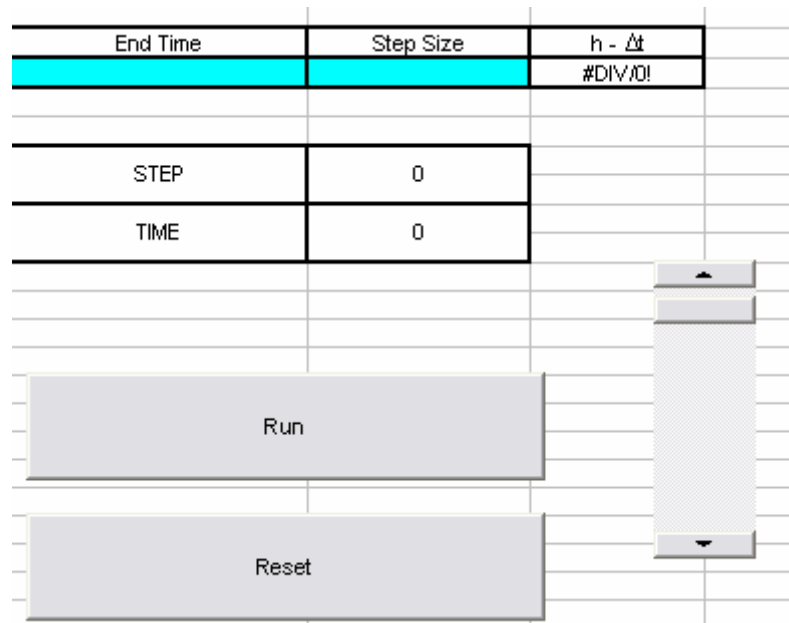 End Time Step Size h - Δt
#DIV/0!
STEP 0
TIME 0
Run
Reset